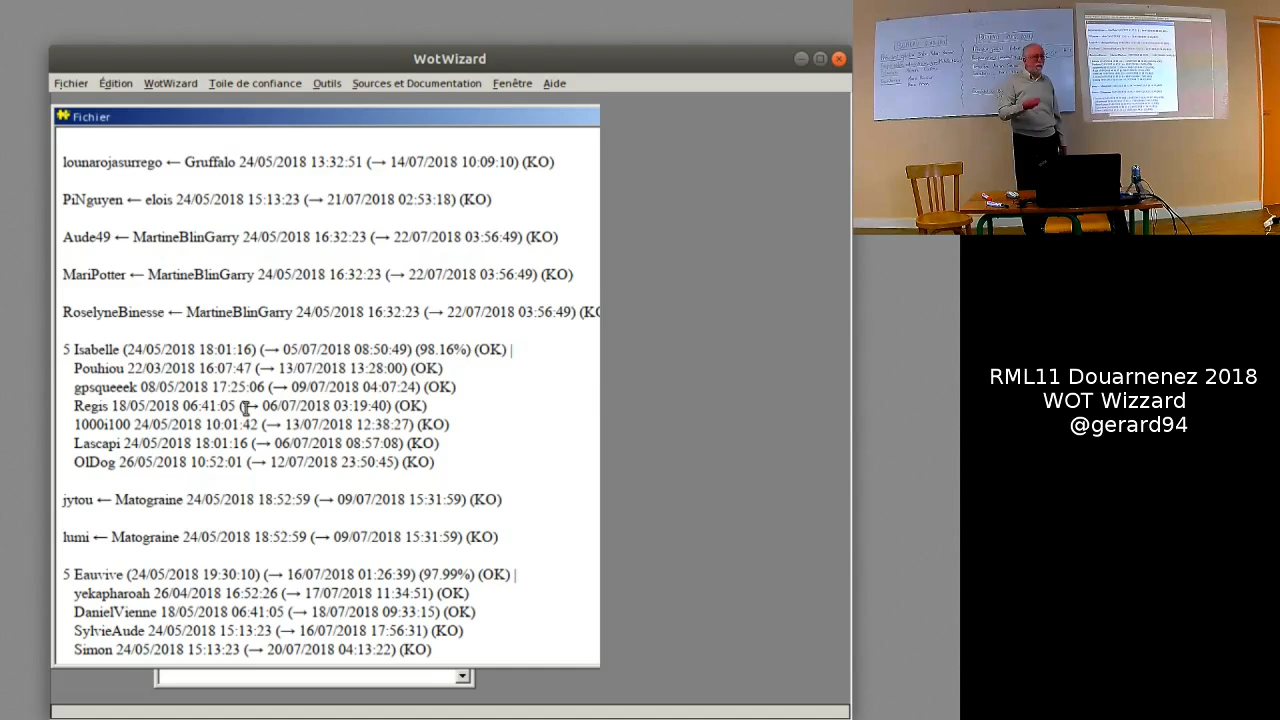 WotWizard
Fichier Édition WotWizard Toile de confiance Outils Sources & Documentation Fenêtre Aide
Fichier
lounarojasurrego ← Gruffalo 24/05/2018 13:32:51 (→ 14/07/2018 10:09:10) (KO)
PiNguyen ← elois 24/05/2018 15:13:23 (→ 21/07/2018 02:53:18) (KO)
Aude49 ← MartineBlinGarry 24/05/2018 16:32:23 (→ 22/07/2018 03:56:49) (KO)
MariPotter ← MartineBlinGarry 24/05/2018 16:32:23 (→ 22/07/2018 03:56:49) (KO)
RoselyneBinesse ← MartineBlinGarry 24/05/2018 16:32:23 (→ 22/07/2018 03:56:49) (KO
5 Isabelle (24/05/2018 18:01:16) (→ 05/07/2018 08:50:49) (98.16%) (OK) |
Pouhiou 22/03/2018 16:07:47 (→ 13/07/2018 13:28:00) (OK)
gpsqueeek 08/05/2018 17:25:06 (→ 09/07/2018 04:07:24) (OK)
Regis 18/05/2018 06:41:05 (→ 06/07/2018 03:19:40) (OK)
1000i100 24/05/2018 10:01:42 (→ 13/07/2018 12:38:27) (KO)
Lascapi 24/05/2018 18:01:16 (→ 06/07/2018 08:57:08) (KO)
OlDog 26/05/2018 10:52:01 (→ 12/07/2018 23:50:45) (KO)
jytou ← Matograine 24/05/2018 18:52:59 (→ 09/07/2018 15:31:59) (KO)
lumi ← Matograine 24/05/2018 18:52:59 (→ 09/07/2018 15:31:59) (KO)
5 Eauvive (24/05/2018 19:30:10) (→ 16/07/2018 01:26:39) (97.99%) (OK) |
yekapharoah 26/04/2018 16:52:26 (→ 17/07/2018 11:34:51) (OK)
DanielVienne 18/05/2018 06:41:05 (→ 18/07/2018 09:33:15) (OK)
SylvieAude 24/05/2018 15:13:23 (→ 16/07/2018 17:56:31) (KO)
Simon 24/05/2018 15:13:23 (→ 20/07/2018 04:13:22) (KO)
RML11 Douarnenez 2018
WOT Wizzard
@gerard94